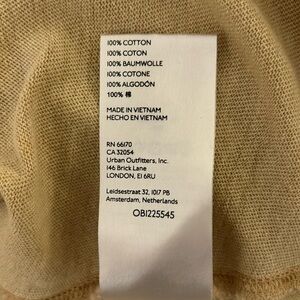 100% COTTON
100% COTON
100% BAUMWOLLE
100% COTONE
100% ALGODÓN
100% 棉
MADE IN VIETNAM
HECHO EN VIETNAM
RN 66170
CA 32054
Urban Outfitters, Inc.
146 Brick Lane
LONDON, E1 6RU
Leidsestraat 32, 1017 PB
Amsterdam, Netherlands
OB1225545